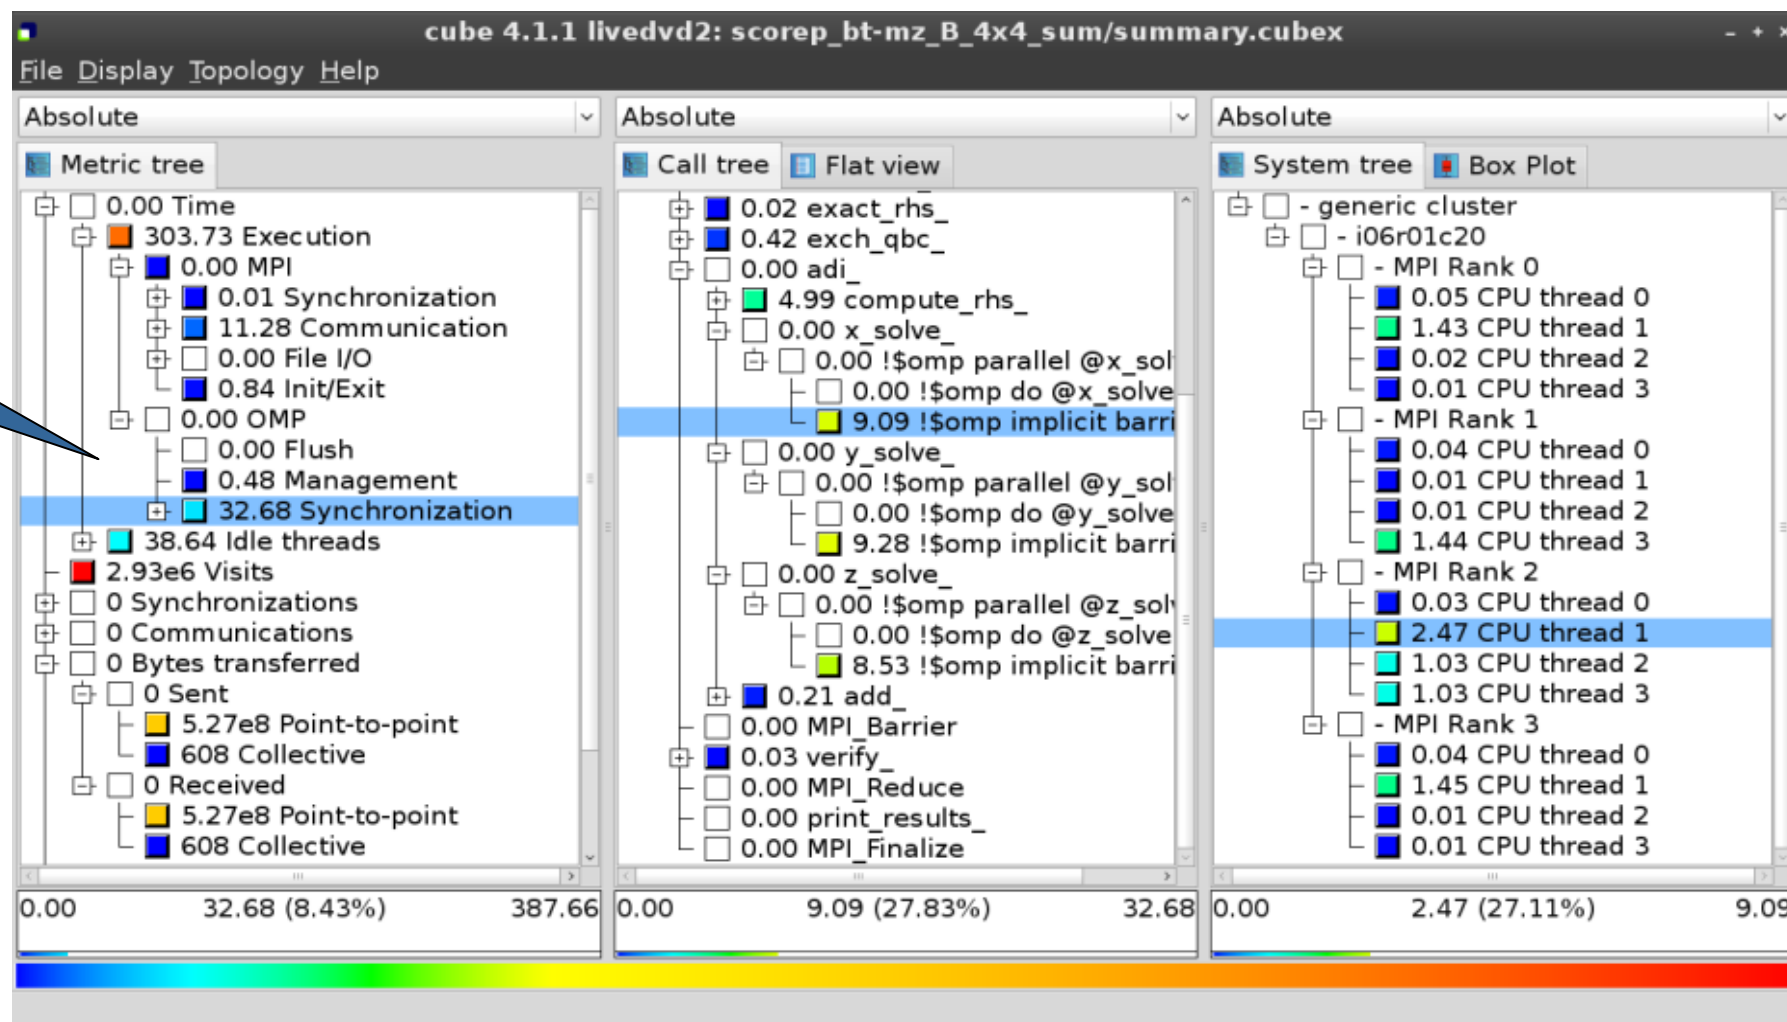 cube 4.1.1 livedvd2: scorep_bt-mz_B_4x4_sum/summary.cubex
File Display Topology Help
Absolute
Metric tree
0.00 Time
303.73 Execution
0.00 MPI
0.01 Synchronization
11.28 Communication
0.00 File I/O
0.84 Init/Exit
0.00 OMP
0.00 Flush
0.48 Management
32.68 Synchronization
38.64 Idle threads
2.93e6 Visits
0 Synchronizations
0 Communications
0 Bytes transferred
0 Sent
5.27e8 Point-to-point
608 Collective
0 Received
5.27e8 Point-to-point
608 Collective
0.00 32.68 (8.43%) 387.66
Absolute
Call tree Flat view
0.02 exact_rhs_
0.42 exch_qbc_
0.00 adi_
4.99 compute_rhs_
0.00 x_solve_
0.00 !$omp parallel @x_sol
0.00 !$omp do @x_solve
9.09 !$omp implicit barri
0.00 y_solve_
0.00 !$omp parallel @y_sol
0.00 !$omp do @y_solve
9.28 !$omp implicit barri
0.00 z_solve_
0.00 !$omp parallel @z_solv
0.00 !$omp do @z_solve
8.53 !$omp implicit barri
0.21 add_
0.00 MPI_Barrier
0.03 verify_
0.00 MPI_Reduce
0.00 print_results_
0.00 MPI_Finalize
0.00 9.09 (27.83%) 32.68
Absolute
System tree Box Plot
- generic cluster
- i06r01c20
- MPI Rank 0
0.05 CPU thread 0
1.43 CPU thread 1
0.02 CPU thread 2
0.01 CPU thread 3
- MPI Rank 1
0.04 CPU thread 0
0.01 CPU thread 1
0.01 CPU thread 2
1.44 CPU thread 3
- MPI Rank 2
0.03 CPU thread 0
2.47 CPU thread 1
1.03 CPU thread 2
1.03 CPU thread 3
- MPI Rank 3
0.04 CPU thread 0
1.45 CPU thread 1
0.01 CPU thread 2
0.01 CPU thread 3
0.00 2.47 (27.11%) 9.09